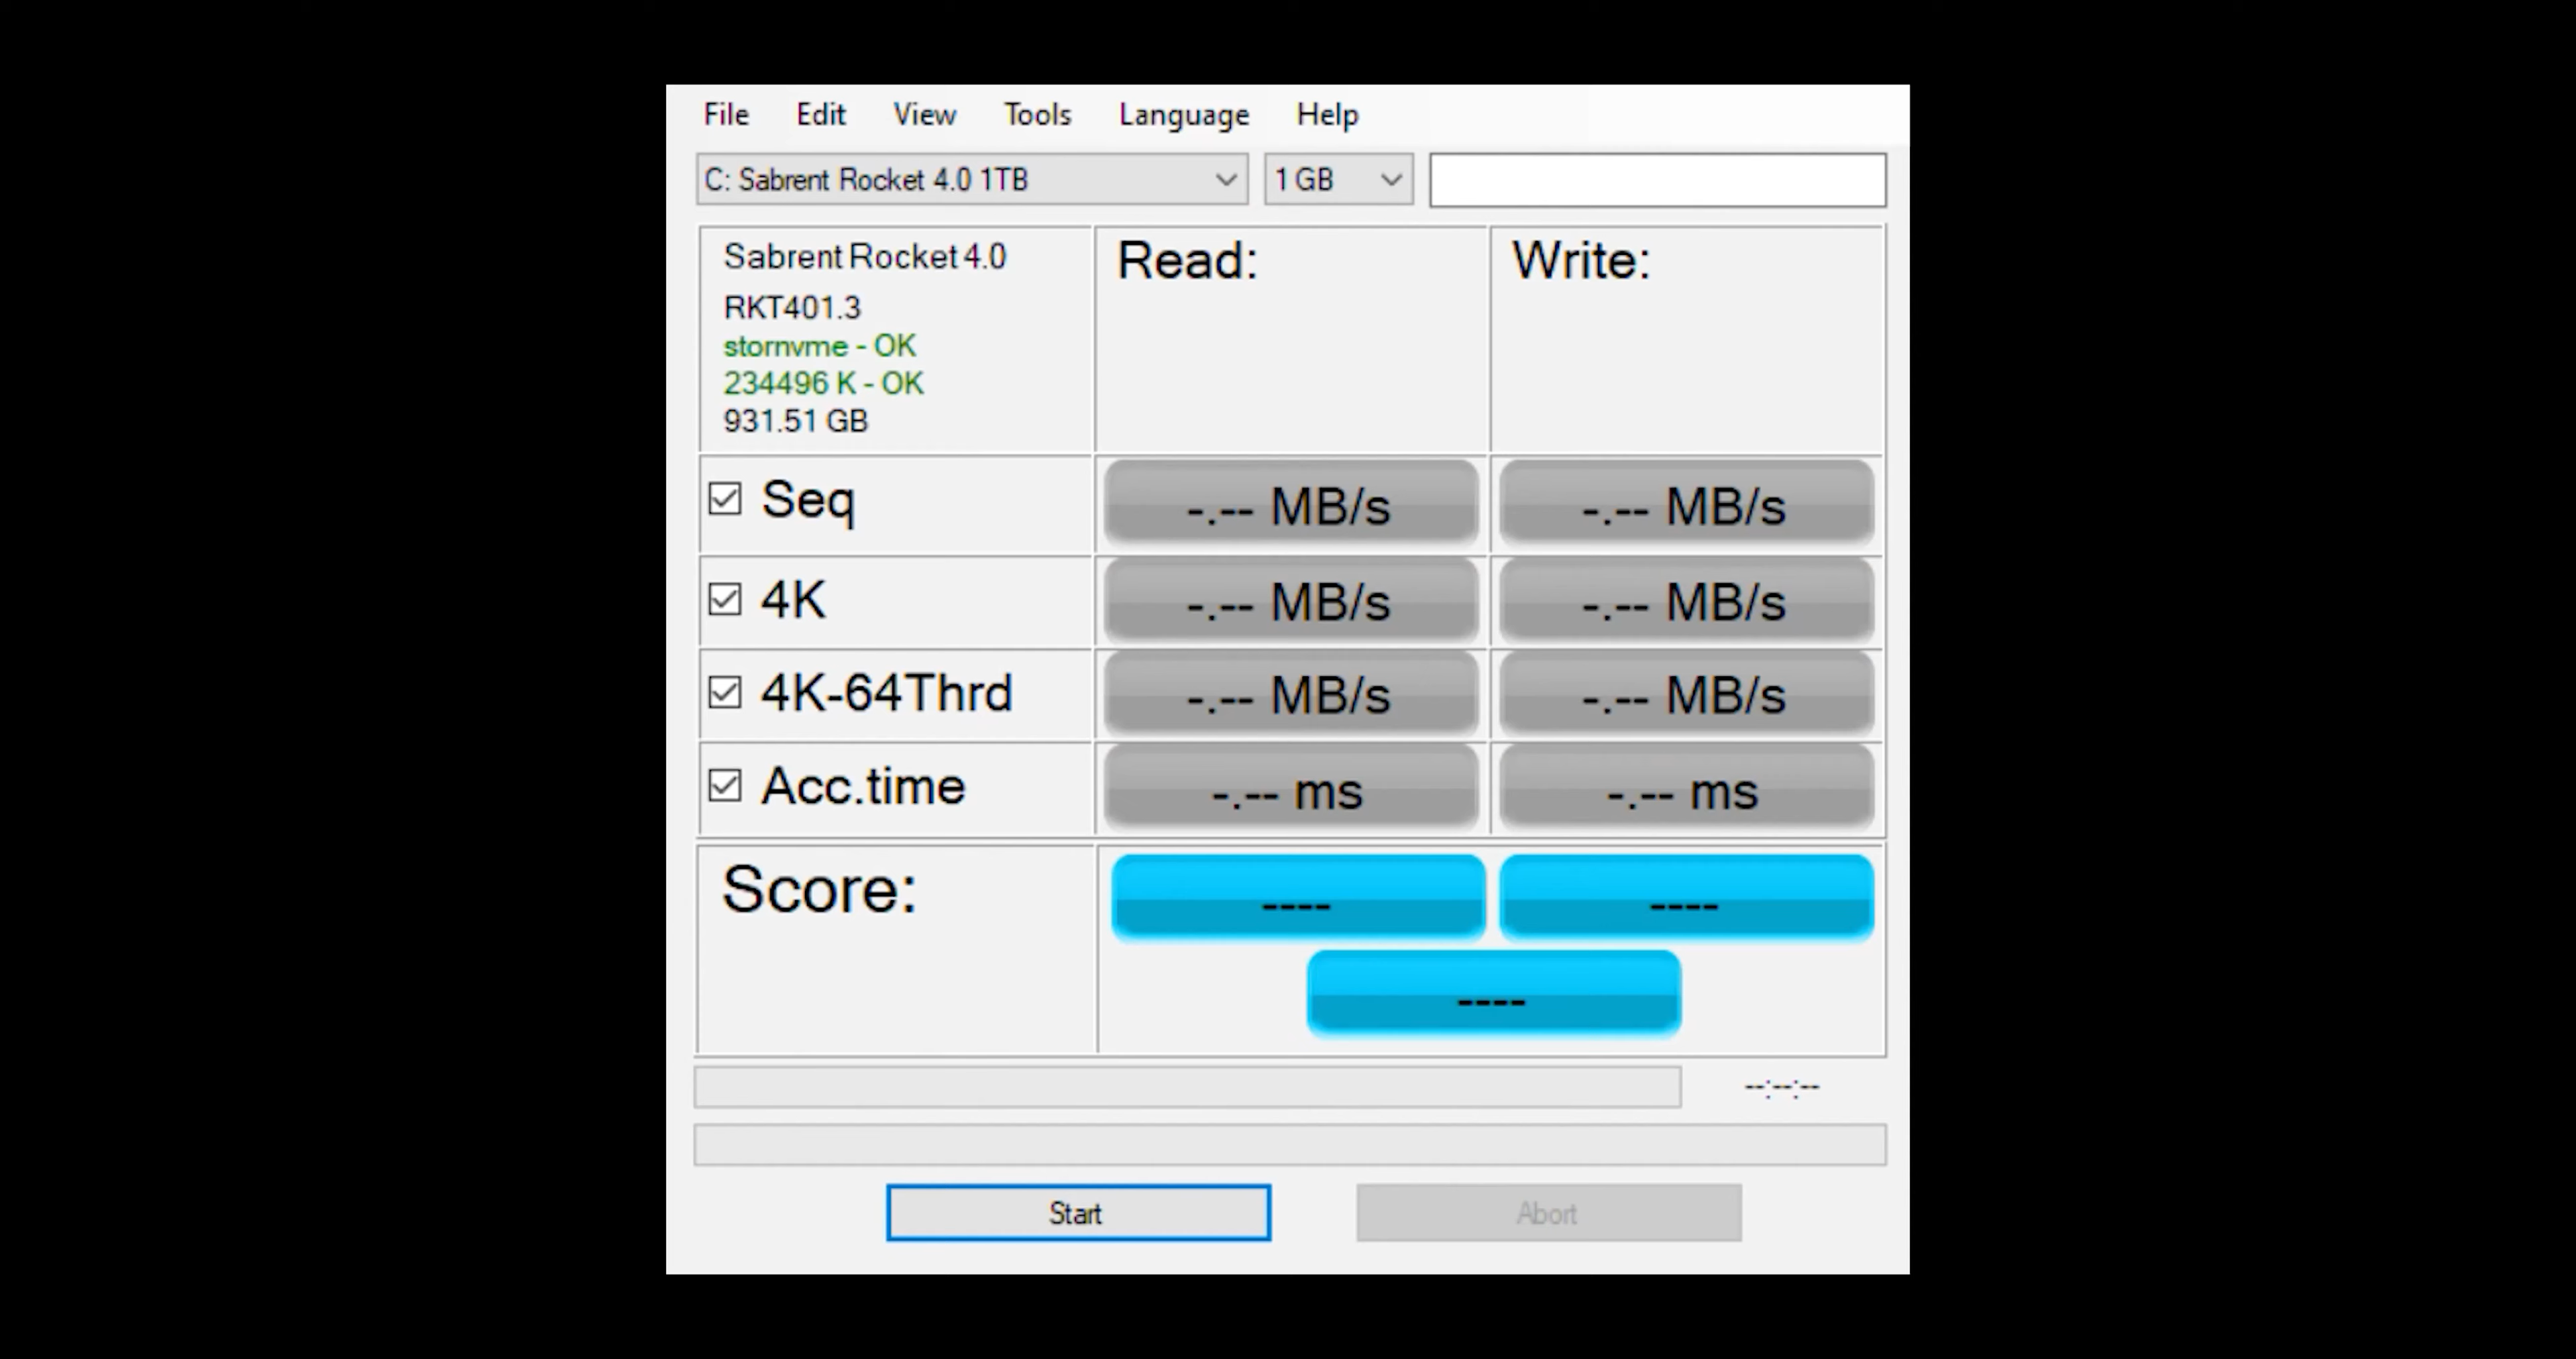 File Edit View Tools Language Help
C: Sabrent Rocket 4.0 1TB 1 GB
Sabrent Rocket 4.0 Read: Write:
RKT401.3
stornvme - OK
234496 K - OK
931.51 GB
Seq -.-- MB/s -.-- MB/s
4K -.-- MB/s -.-- MB/s
4K-64Thrd -.-- MB/s -.-- MB/s
Acc.time -.-- ms -.-- ms
Score: ---- ----
----
--:--:--
Start Abort